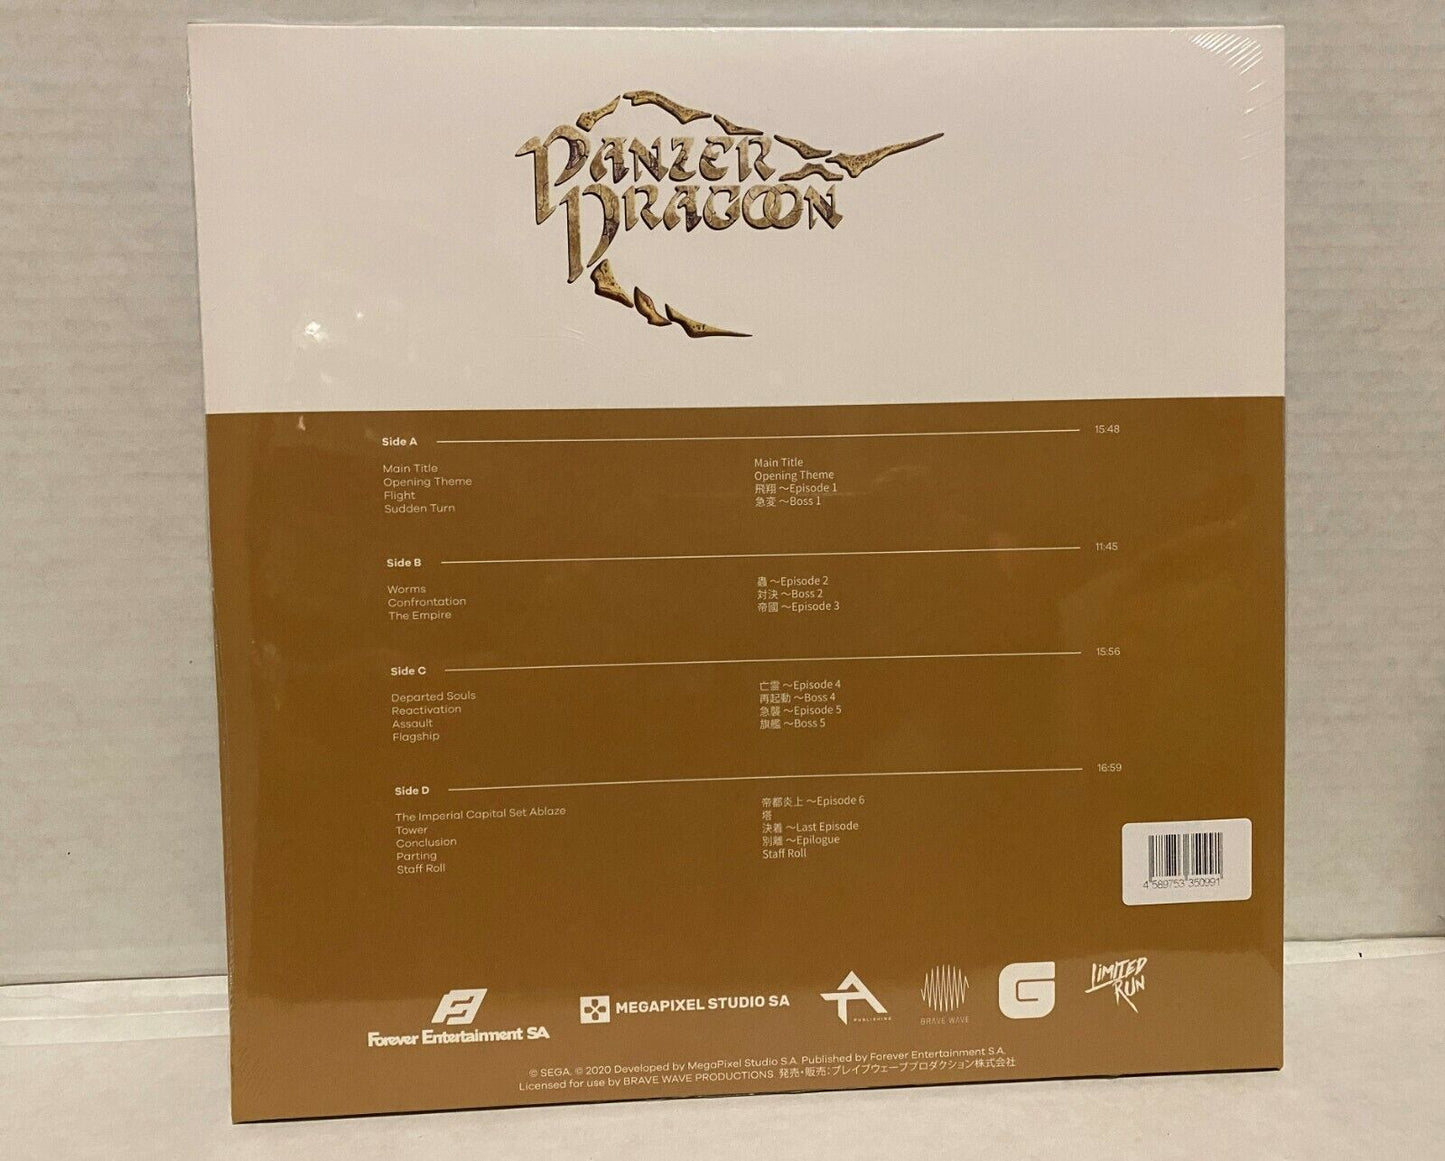 PANZER
DRAGOON
Side A 15:48
Main Title
Opening Theme
Flight
Sudden Turn
Main Title
Opening Theme
飛翔 〜Episode 1
急変 〜Boss 1
Side B 11:45
Worms
Confrontation
The Empire
蟲 〜Episode 2
対決 〜Boss 2
帝國 〜Episode 3
Side C 15:56
Departed Souls
Reactivation
Assault
Flagship
亡霊 〜Episode 4
再起動 〜Boss 4
急襲 〜Episode 5
旗艦 〜Boss 5
Side D 16:59
The Imperial Capital Set Ablaze
Tower
Conclusion
Parting
Staff Roll
帝都炎上 〜Episode 6
塔
決着 〜Last Episode
別離 〜Epilogue
Staff Roll
4 589753 350991
Forever Entertainment SA
MEGAPIXEL STUDIO SA
TA PUBLISHING
BRAVE WAVE
G
LIMITED
RUN
© SEGA. © 2020 Developed by MegaPixel Studio S.A. Published by Forever Entertainment S.A.
Licensed for use by BRAVE WAVE PRODUCTIONS 発売・販売：ブレイブウェーブプロダクション株式会社